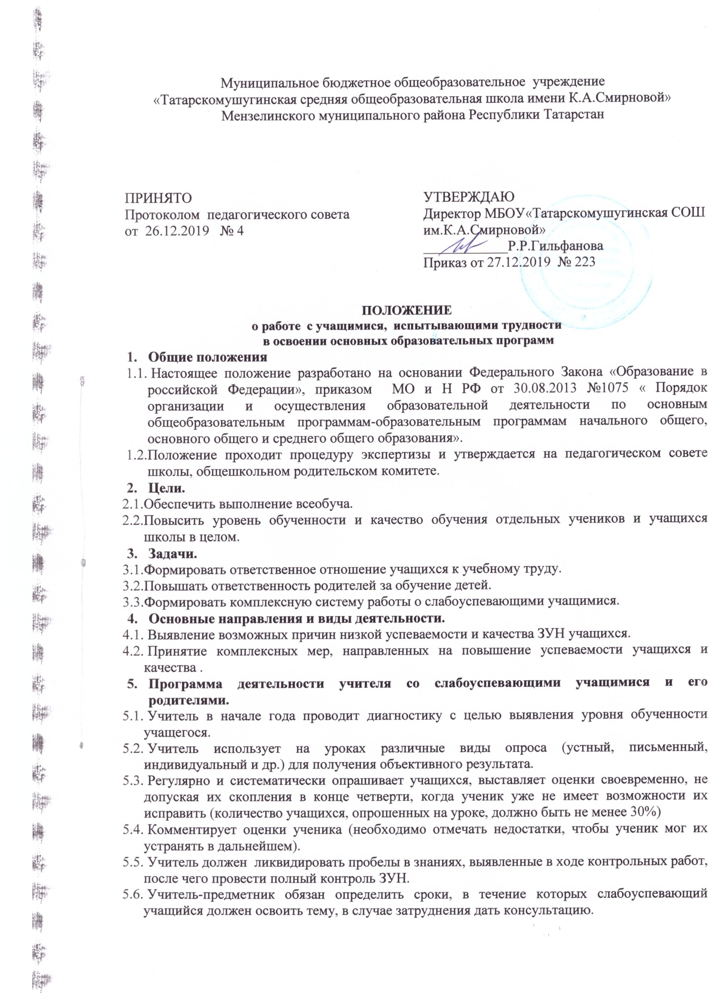 Муниципальное бюджетное общеобразовательное  учреждение
«Татарскомушугинская средняя общеобразовательная школа имени К.А.Смирновой»
Мензелинского муниципального района Республики Татарстан
ПРИНЯТО
Протоколом  педагогического совета
от  26.12.2019   № 4
УТВЕРЖДАЮ
Директор МБОУ«Татарскомушугинская СОШ
им.К.А.Смирновой»
____________Р.Р.Гильфанова
Приказ от 27.12.2019  № 223
ПОЛОЖЕНИЕ
о работе  с учащимися,  испытывающими трудности
в освоении основных образовательных программ
1. Общие положения
1.1. Настоящее положение разработано на основании Федерального Закона «Образование в
российской Федерации», приказом  МО и Н РФ от 30.08.2013 №1075 « Порядок
организации и осуществления образовательной деятельности по основным
общеобразовательным программам-образовательным программам начального общего,
основного общего и среднего общего образования».
1.2.Положение проходит процедуру экспертизы и утверждается на педагогическом совете
школы, общешкольном родительском комитете.
2. Цели.
2.1.Обеспечить выполнение всеобуча.
2.2.Повысить уровень обученности и качество обучения отдельных учеников и учащихся
школы в целом.
3. Задачи.
3.1.Формировать ответственное отношение учащихся к учебному труду.
3.2.Повышать ответственность родителей за обучение детей.
3.3.Формировать комплексную систему работы о слабоуспевающими учащимися.
4. Основные направления и виды деятельности.
4.1. Выявление возможных причин низкой успеваемости и качества ЗУН учащихся.
4.2. Принятие комплексных мер, направленных на повышение успеваемости учащихся и
качества .
5. Программа деятельности учителя со слабоуспевающими учащимися и его
родителями.
5.1. Учитель в начале года проводит диагностику с целью выявления уровня обученности
учащегося.
5.2. Учитель использует на уроках различные виды опроса (устный, письменный,
индивидуальный и др.) для получения объективного результата.
5.3. Регулярно и систематически опрашивает учащихся, выставляет оценки своевременно, не
допуская их скопления в конце четверти, когда ученик уже не имеет возможности их
исправить (количество учащихся, опрошенных на уроке, должно быть не менее 30%)
5.4. Комментирует оценки ученика (необходимо отмечать недостатки, чтобы ученик мог их
устранять в дальнейшем).
5.5. Учитель должен  ликвидировать пробелы в знаниях, выявленные в ходе контрольных работ,
после чего провести полный контроль ЗУН.
5.6. Учитель-предметник обязан определить сроки, в течение которых слабоуспевающий
учащийся должен освоить тему, в случае затруднения дать консультацию.